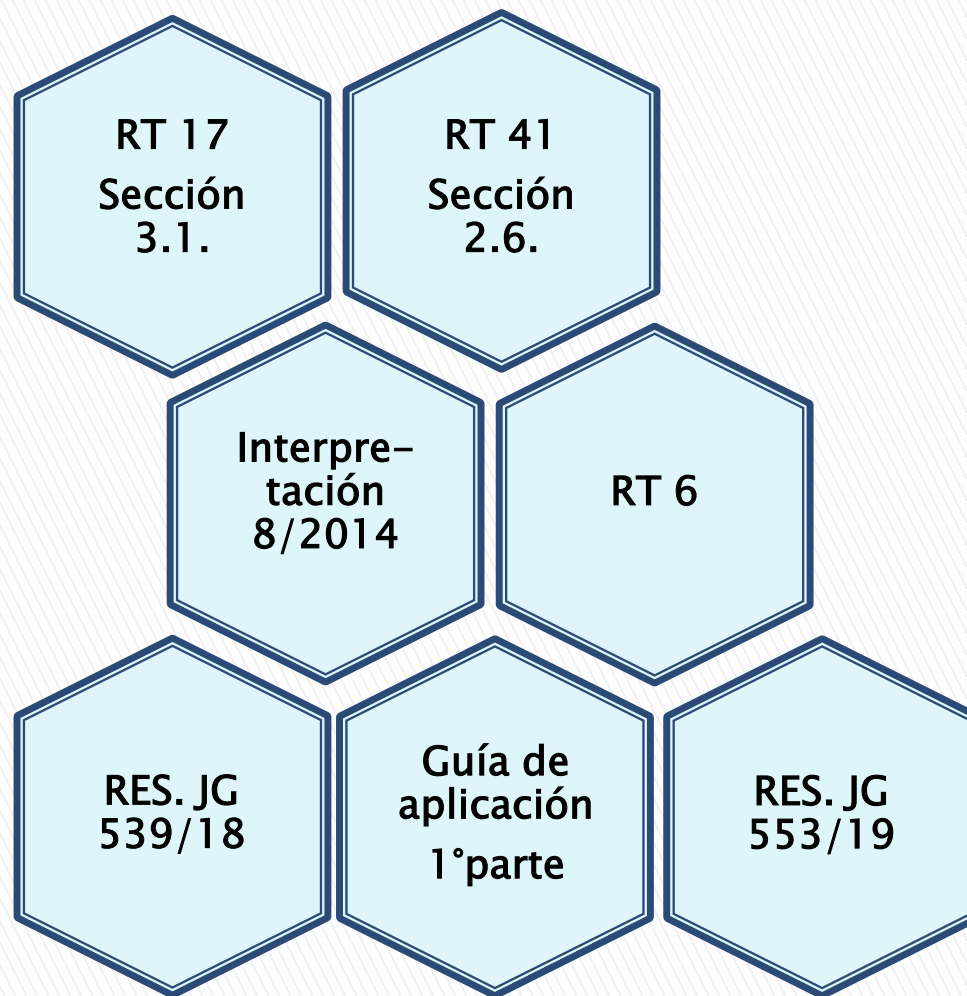 RT 17
Sección
3.1.
RT 41
Sección
2.6.
Interpre-
tación
8/2014
RT 6
RES. JG
539/18
Guía de
aplicación
1°parte
RES. JG
553/19